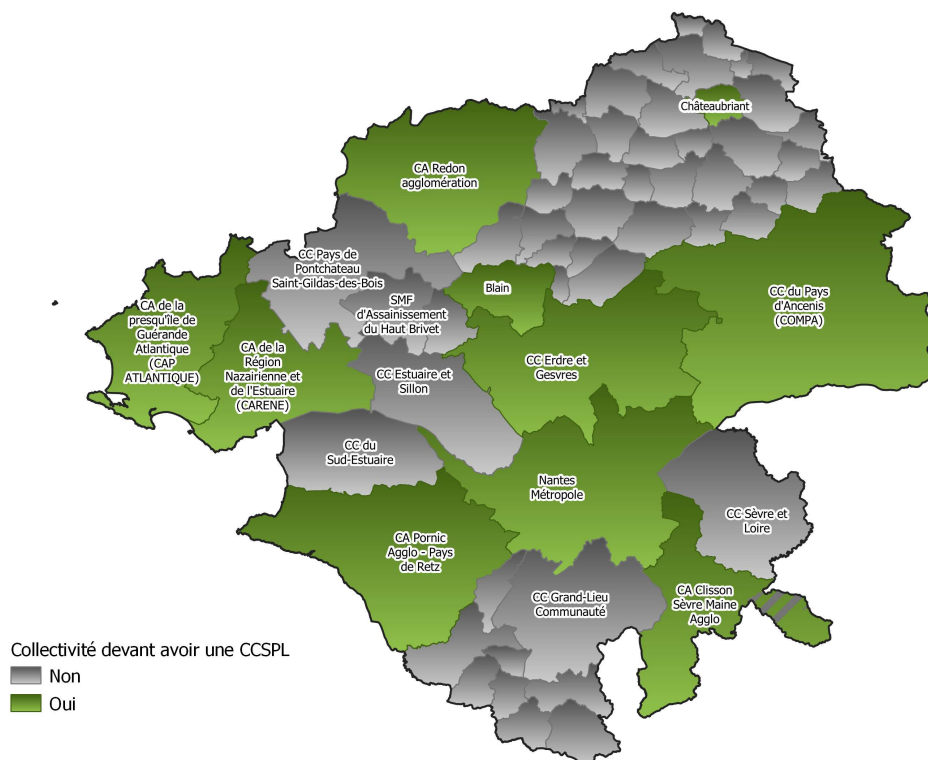 Châteaubriant
CA Redon
agglomération
CC Pays de
Pontchateau
Saint-Gildas-des-Bois
SMF
d'Assainissement
du Haut Brivet
Blain
CC du Pays
d'Ancenis
(COMPA)
CA de la
presqu'île de
Guérande
Atlantique
(CAP
ATLANTIQUE)
CA de la
Région
Nazairienne et
de l'Estuaire
(CARENE)
CC Estuaire et
Sillon
CC Erdre et
Gesvres
CC du
Sud-Estuaire
Nantes
Métropole
CC Sèvre et
Loire
CA Pornic
Agglo - Pays
de Retz
CC Grand-Lieu
Communauté
CA Clisson
Sèvre Maine
Agglo
Collectivité devant avoir une CCSPL
Non
Oui